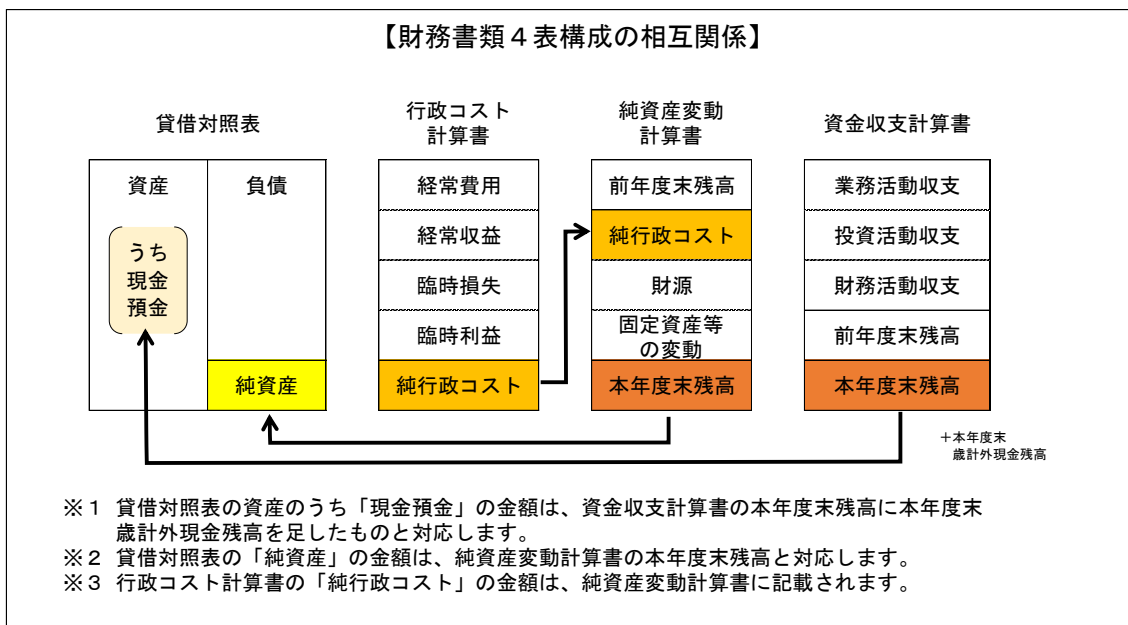 【財務書類４表構成の相互関係】
貸借対照表
資産
うち
現金
預金
負債
純資産
行政コスト
計算書
経常費用
経常収益
臨時損失
臨時利益
純行政コスト
純資産変動
計算書
前年度末残高
純行政コスト
財源
固定資産等
の変動
本年度末残高
資金収支計算書
業務活動収支
投資活動収支
財務活動収支
前年度末残高
本年度末残高
＋本年度末
歳計外現金残高
※１ 貸借対照表の資産のうち「現金預金」の金額は、資金収支計算書の本年度末残高に本年度末
歳計外現金残高を足したものと対応します。
※２ 貸借対照表の「純資産」の金額は、純資産変動計算書の本年度末残高と対応します。
※３ 行政コスト計算書の「純行政コスト」の金額は、純資産変動計算書に記載されます。